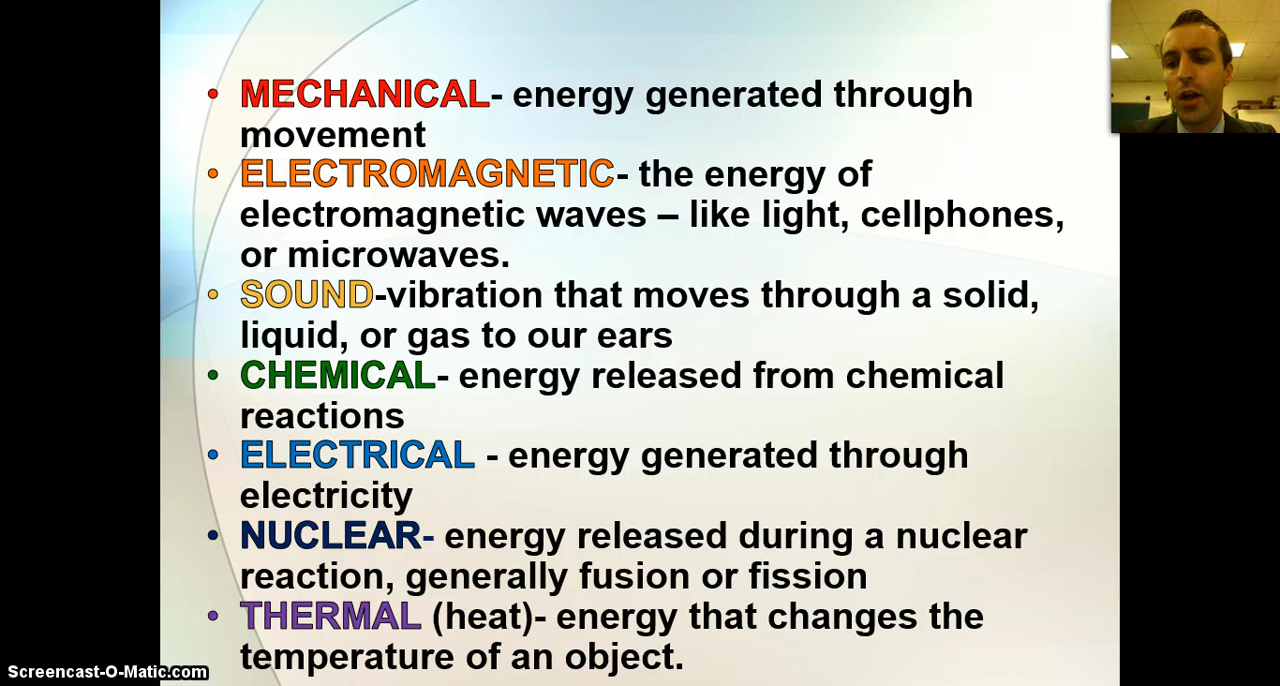 • MECHANICAL- energy generated through
movement
• ELECTROMAGNETIC- the energy of
electromagnetic waves – like light, cellphones,
or microwaves.
• SOUND-vibration that moves through a solid,
liquid, or gas to our ears
• CHEMICAL- energy released from chemical
reactions
• ELECTRICAL - energy generated through
electricity
• NUCLEAR- energy released during a nuclear
reaction, generally fusion or fission
• THERMAL (heat)- energy that changes the
temperature of an object.
Screencast-O-Matic.com